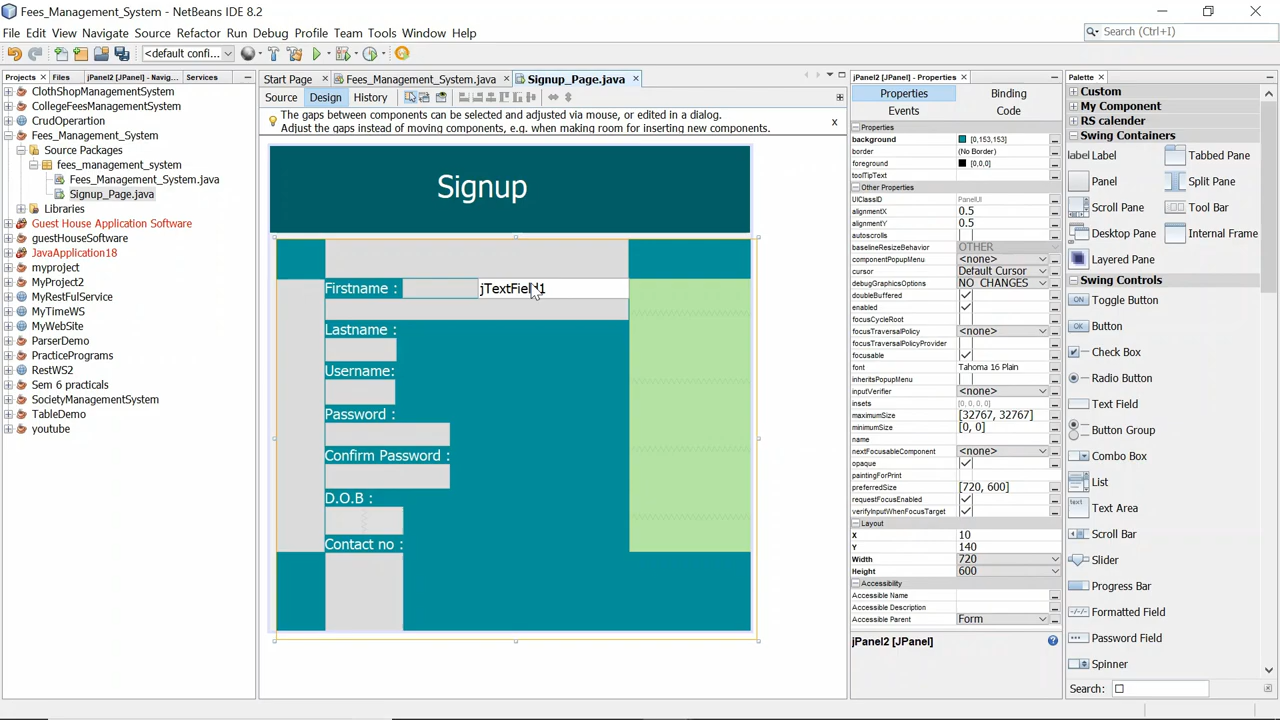 Fees_Management_System - NetBeans IDE 8.2
File Edit View Navigate Source Refactor Run Debug Profile Team Tools Window Help
Search (Ctrl+I)
<default confi...
Projects Files jPanel2 [JPanel] - Navig... Services
Start Page Fees_Management_System.java Signup_Page.java
Source Design History
The gaps between components can be selected and adjusted via mouse, or edited in a dialog.
Adjust the gaps instead of moving components, e.g. when making room for inserting new components.
ClothShopManagementSystem
CollegeFeesManagementSystem
CrudOperartion
Fees_Management_System
Source Packages
fees_management_system
Fees_Management_System.java
Signup_Page.java
Libraries
Guest House Application Software
guestHouseSoftware
JavaApplication18
myproject
MyProject2
MyRestFulService
MyTimeWS
MyWebSite
ParserDemo
PracticePrograms
RestWS2
Sem 6 practicals
SocietyManagementSystem
TableDemo
youtube
Signup
Firstname :
jTextField1
Lastname :
Username:
Password :
Confirm Password :
D.O.B :
Contact no :
jPanel2 [JPanel] - Properties
Properties Binding
Events Code
Properties
background [0,153,153]
border (No Border)
foreground [0,0,0]
toolTipText
Other Properties
UIClassID PanelUI
alignmentX 0.5
alignmentY 0.5
autoscrolls
baselineResizeBehavior OTHER
componentPopupMenu <none>
cursor Default Cursor
debugGraphicsOptions NO_CHANGES
doubleBuffered
enabled
focusCycleRoot
focusTraversalPolicy <none>
focusTraversalPolicyProvider
focusable
font Tahoma 16 Plain
inheritsPopupMenu
inputVerifier <none>
insets [0, 0, 0, 0]
maximumSize [32767, 32767]
minimumSize [0, 0]
name
nextFocusableComponent <none>
opaque
paintingForPrint
preferredSize [720, 600]
requestFocusEnabled
verifyInputWhenFocusTarget
Layout
X 10
Y 140
Width 720
Height 600
Accessibility
Accessible Name
Accessible Description
Accessible Parent Form
jPanel2 [JPanel]
Palette
Custom
My Component
RS calender
Swing Containers
label Label Tabbed Pane
Panel Split Pane
Scroll Pane Tool Bar
Desktop Pane Internal Frame
Layered Pane
Swing Controls
ON Toggle Button
OK Button
Check Box
Radio Button
Text Field
Button Group
Combo Box
List
text Text Area
Scroll Bar
Slider
Progress Bar
Formatted Field
Password Field
Spinner
Search: